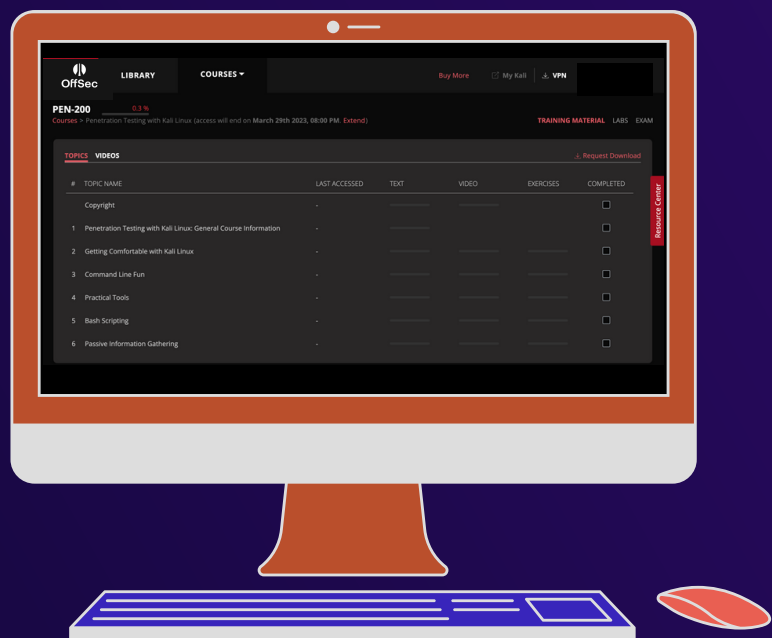 OffSec LIBRARY COURSES Buy More My Kali VPN
PEN-200 0.3 %
Courses > Penetration Testing with Kali Linux (access will end on March 29th 2023, 08:00 PM. Extend) TRAINING MATERIAL LABS EXAM
TOPICS VIDEOS Request Download
# TOPIC NAME LAST ACCESSED TEXT VIDEO EXERCISES COMPLETED
Copyright -
1 Penetration Testing with Kali Linux: General Course Information -
2 Getting Comfortable with Kali Linux -
3 Command Line Fun -
4 Practical Tools -
5 Bash Scripting -
6 Passive Information Gathering -
Resource Center